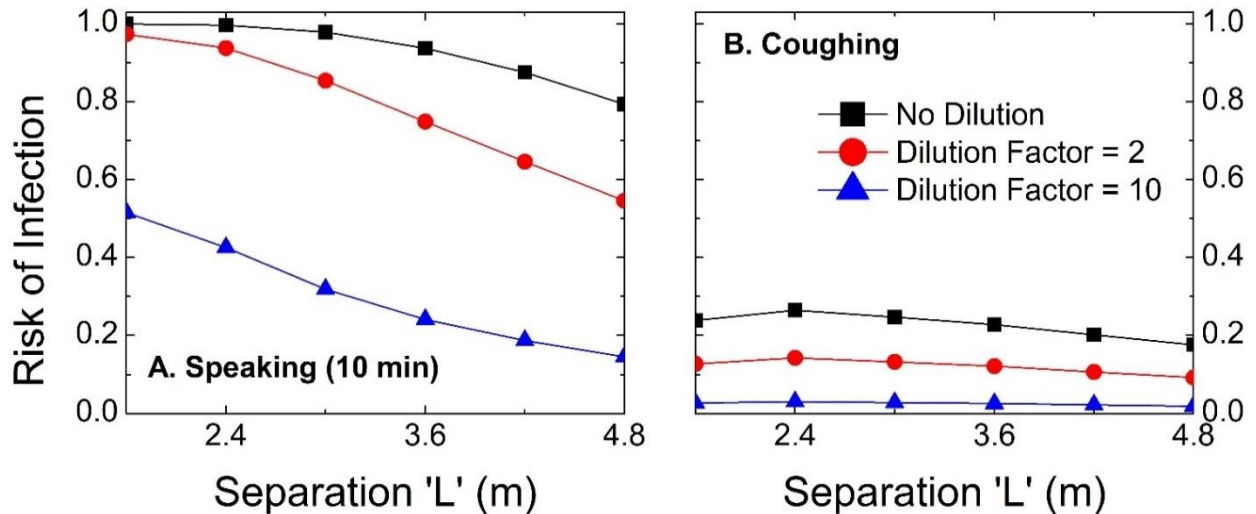 Risk of Infection
1.0
0.8
0.6
0.4
0.2
0.0
A. Speaking (10 min)
2.4
3.6
4.8
Separation 'L' (m)
B. Coughing
No Dilution
Dilution Factor = 2
Dilution Factor = 10
1.0
0.8
0.6
0.4
0.2
0.0
2.4
3.6
4.8
Separation 'L' (m)